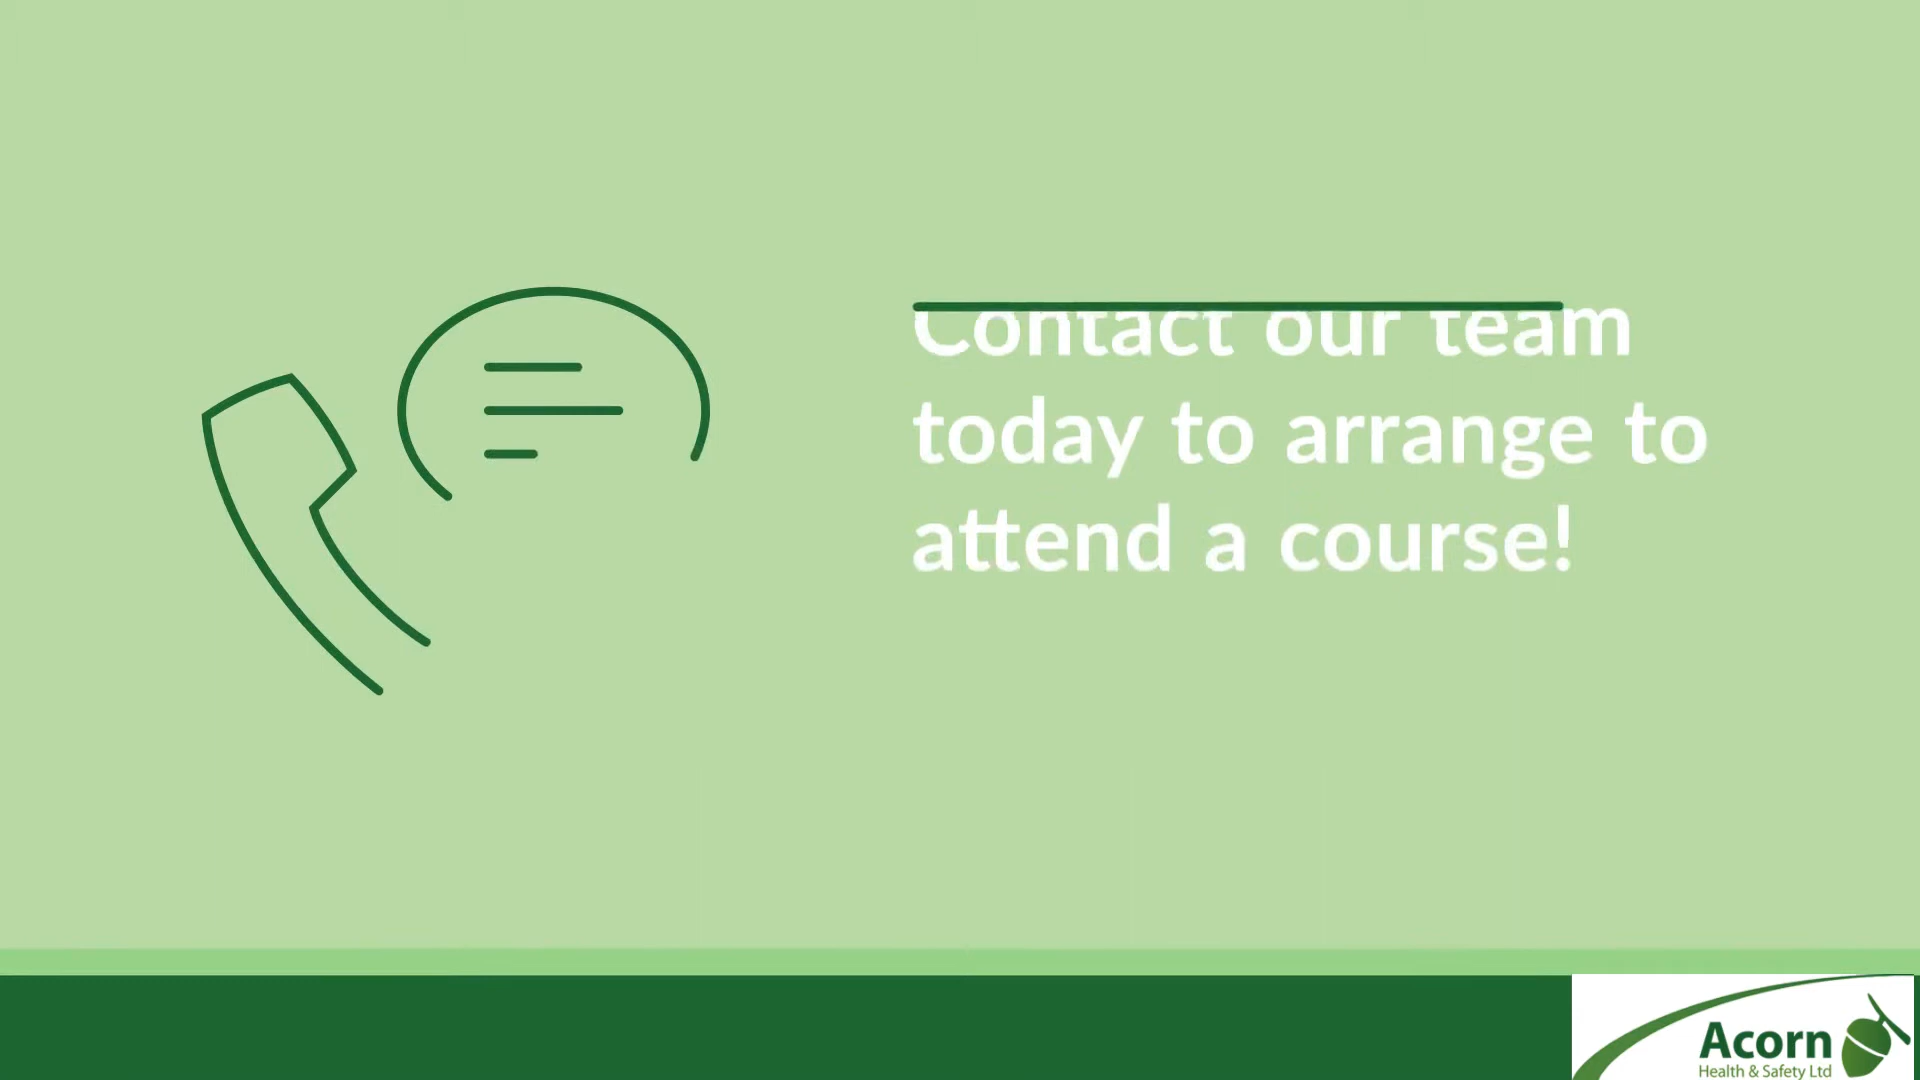 Contact our team
today to arrange to
attend a course!
Acorn
Health & Safety Ltd